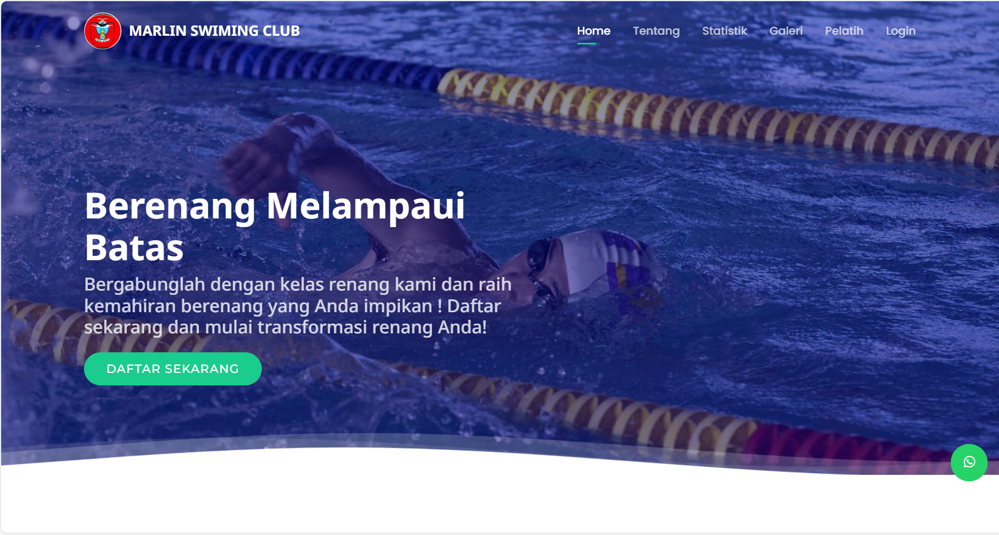 MARLIN SWIMING CLUB
Home Tentang Statistik Galeri Pelatih Login
Berenang Melampaui
Batas
Bergabunglah dengan kelas renang kami dan raih
kemahiran berenang yang Anda impikan ! Daftar
sekarang dan mulai transformasi renang Anda!
DAFTAR SEKARANG